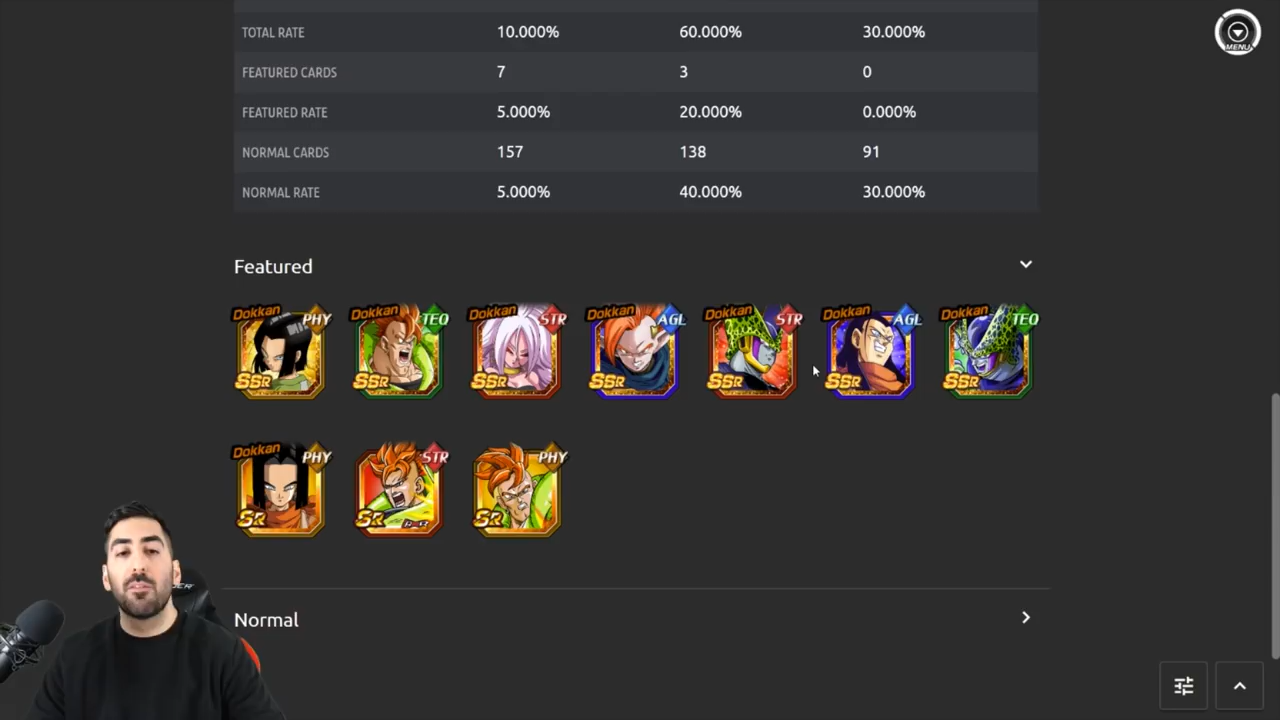 MENU
TOTAL RATE 10.000% 60.000% 30.000%
FEATURED CARDS 7 3 0
FEATURED RATE 5.000% 20.000% 0.000%
NORMAL CARDS 157 138 91
NORMAL RATE 5.000% 40.000% 30.000%
Featured
Dokkan PHY Dokkan TEQ Dokkan STR Dokkan AGL Dokkan STR Dokkan AGL Dokkan TEQ
SSR SSR SSR SSR SSR SSR SSR
Dokkan PHY STR PHY
SR SR SR
Normal